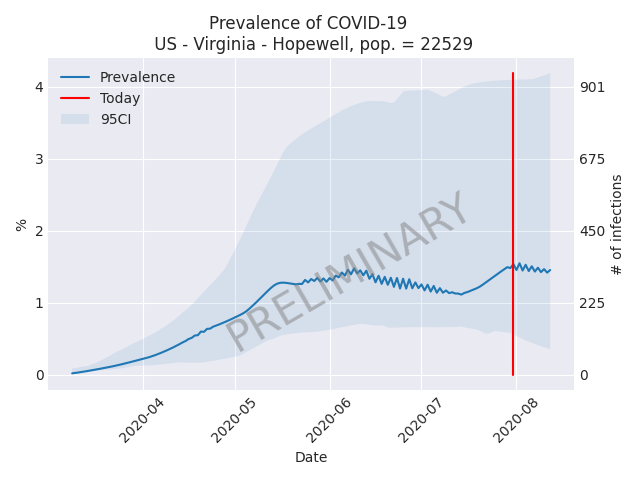 Prevalence of COVID-19
US - Virginia - Hopewell, pop. = 22529
Prevalence
Today
95CI
4
3
2
1
0
%
901
675
450
225
0
# of infections
PRELIMINARY
2020-04
2020-05
2020-06
2020-07
2020-08
Date